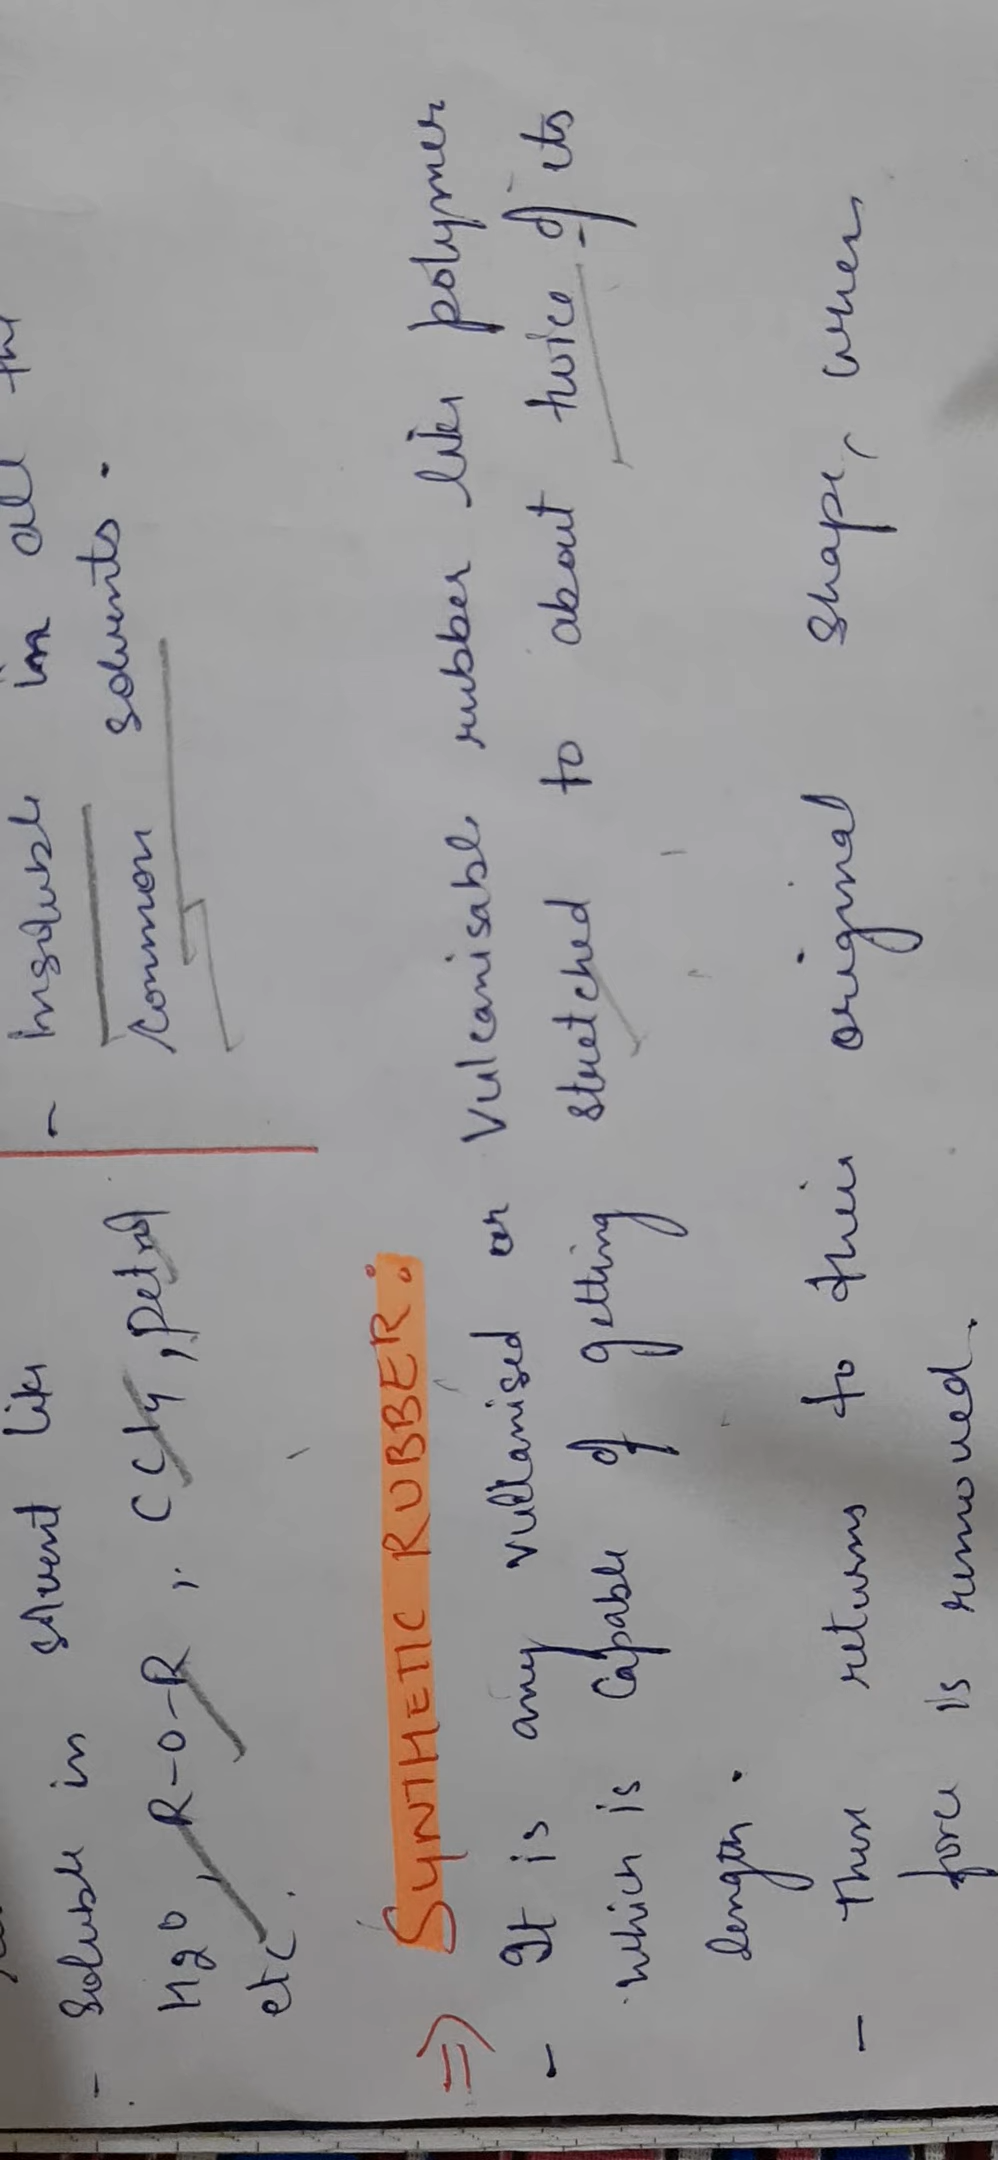 - Soluble in solvent like
H2O, R-O-R, CCl4, petrol
etc.
- Insoluble in all the
Common solvents.
=> SYNTHETIC RUBBER:
- It is any vulcanised or Vulcanisable rubber like polymer
which is Capable of getting stretched to about twice of its
length.
- Then returns to their original shape, when
force is removed.